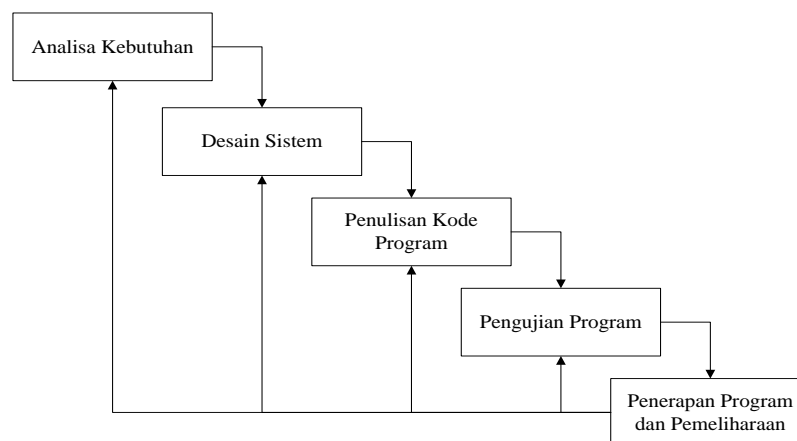 Analisa Kebutuhan
Desain Sistem
Penulisan Kode
Program
Pengujian Program
Penerapan Program
dan Pemeliharaan